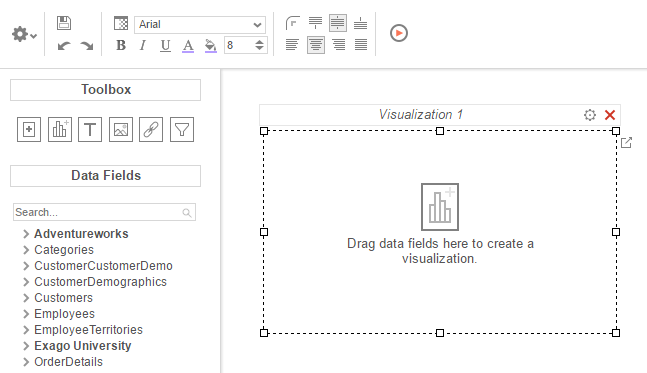 Arial
B I U A 8
Toolbox
T
Data Fields
Search...
Adventureworks
Categories
CustomerCustomerDemo
CustomerDemographics
Customers
Employees
EmployeeTerritories
Exago University
OrderDetails
Visualization 1
Drag data fields here to create a
visualization.